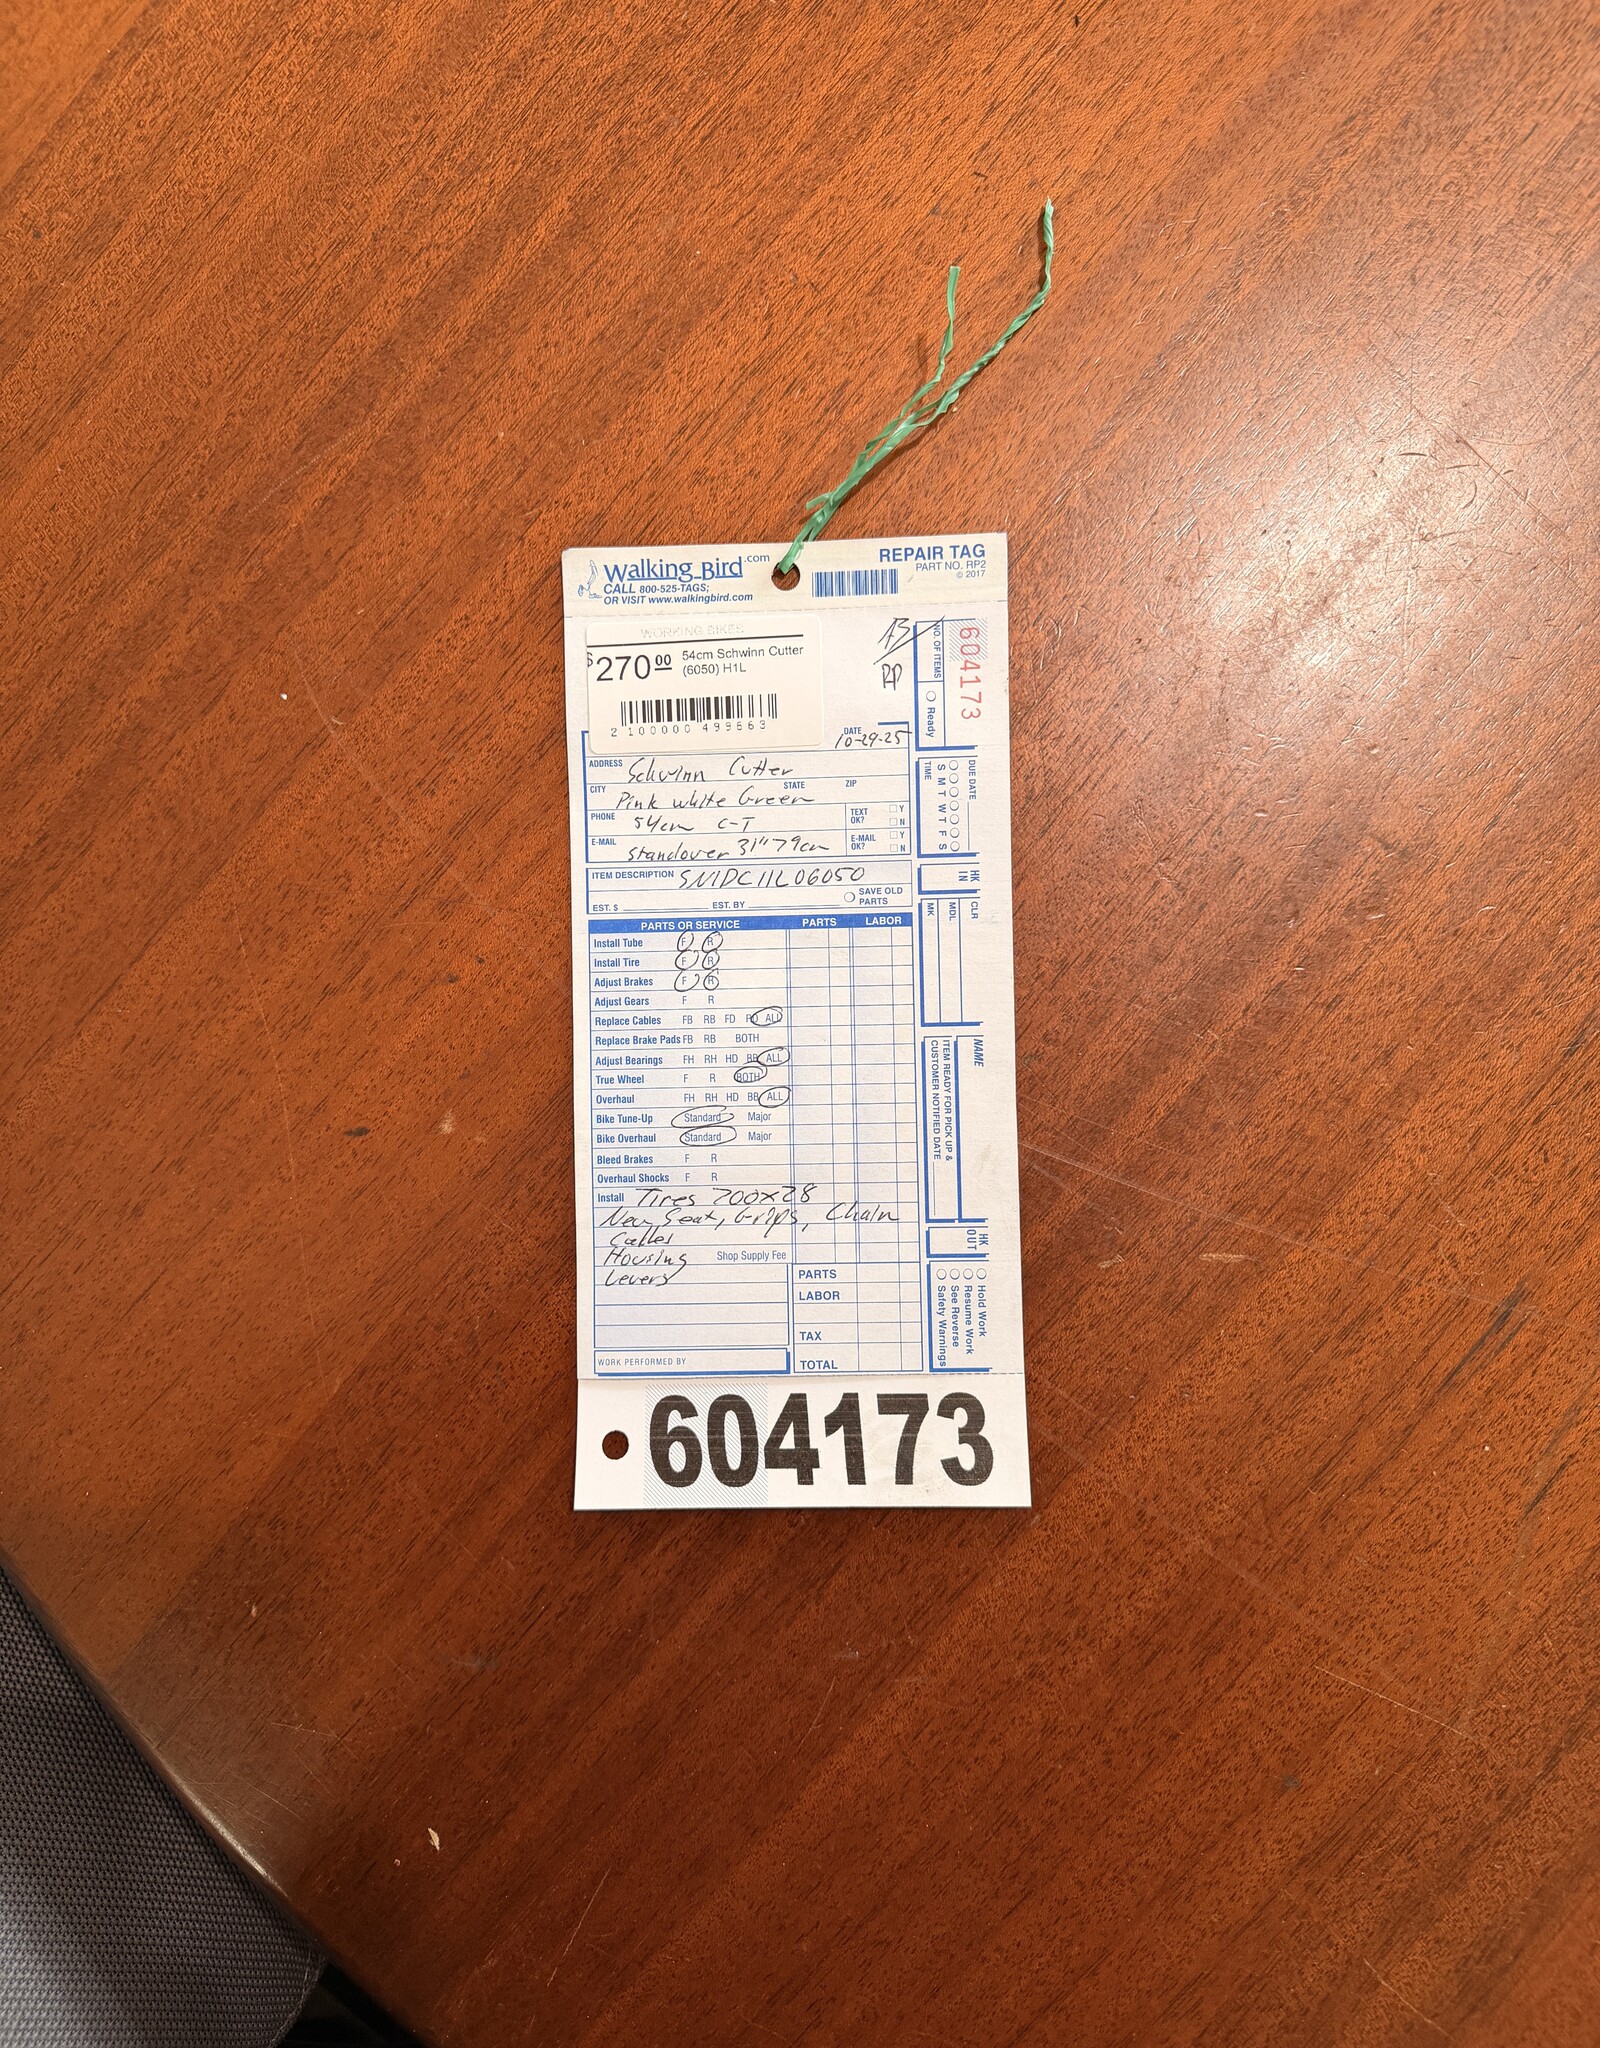 Walking Bird.com
CALL 800-525-TAGS;
OR VISIT www.walkingbird.com
REPAIR TAG
PART NO. RP2
© 2017
WORKING BIKES
$270.00 54cm Schwinn Cutter
(6050) H1L
2 100000 499663
RP
DATE
10-29-25
ADDRESS Schwinn Cutter
CITY Pink white Green STATE ZIP
PHONE 54cm C-T TEXT OK? Y N
E-MAIL Standover 31" 79cm E-MAIL OK? Y N
ITEM DESCRIPTION SNIDC11L06050
EST. $ EST. BY SAVE OLD PARTS
PARTS OR SERVICE PARTS LABOR
Install Tube F R
Install Tire F R
Adjust Brakes F R
Adjust Gears F R
Replace Cables FB RB FD RD ALL
Replace Brake Pads FB RB BOTH
Adjust Bearings FH RH HD BB ALL
True Wheel F R BOTH
Overhaul FH RH HD BB ALL
Bike Tune-Up Standard Major
Bike Overhaul Standard Major
Bleed Brakes F R
Overhaul Shocks F R
Install Tires 700x28
New Seat, Grips, Chain
Cables
Housing Shop Supply Fee
Levers
PARTS
LABOR
TAX
TOTAL
WORK PERFORMED BY
604173
NO. OF ITEMS
Ready
DUE DATE
S M T W T F S
TIME
HK IN
CLR
MDL
MK
NAME
ITEM READY FOR PICK UP &
CUSTOMER NOTIFIED DATE
HK OUT
Hold Work
Resume Work
See Reverse
Safety Warnings
604173